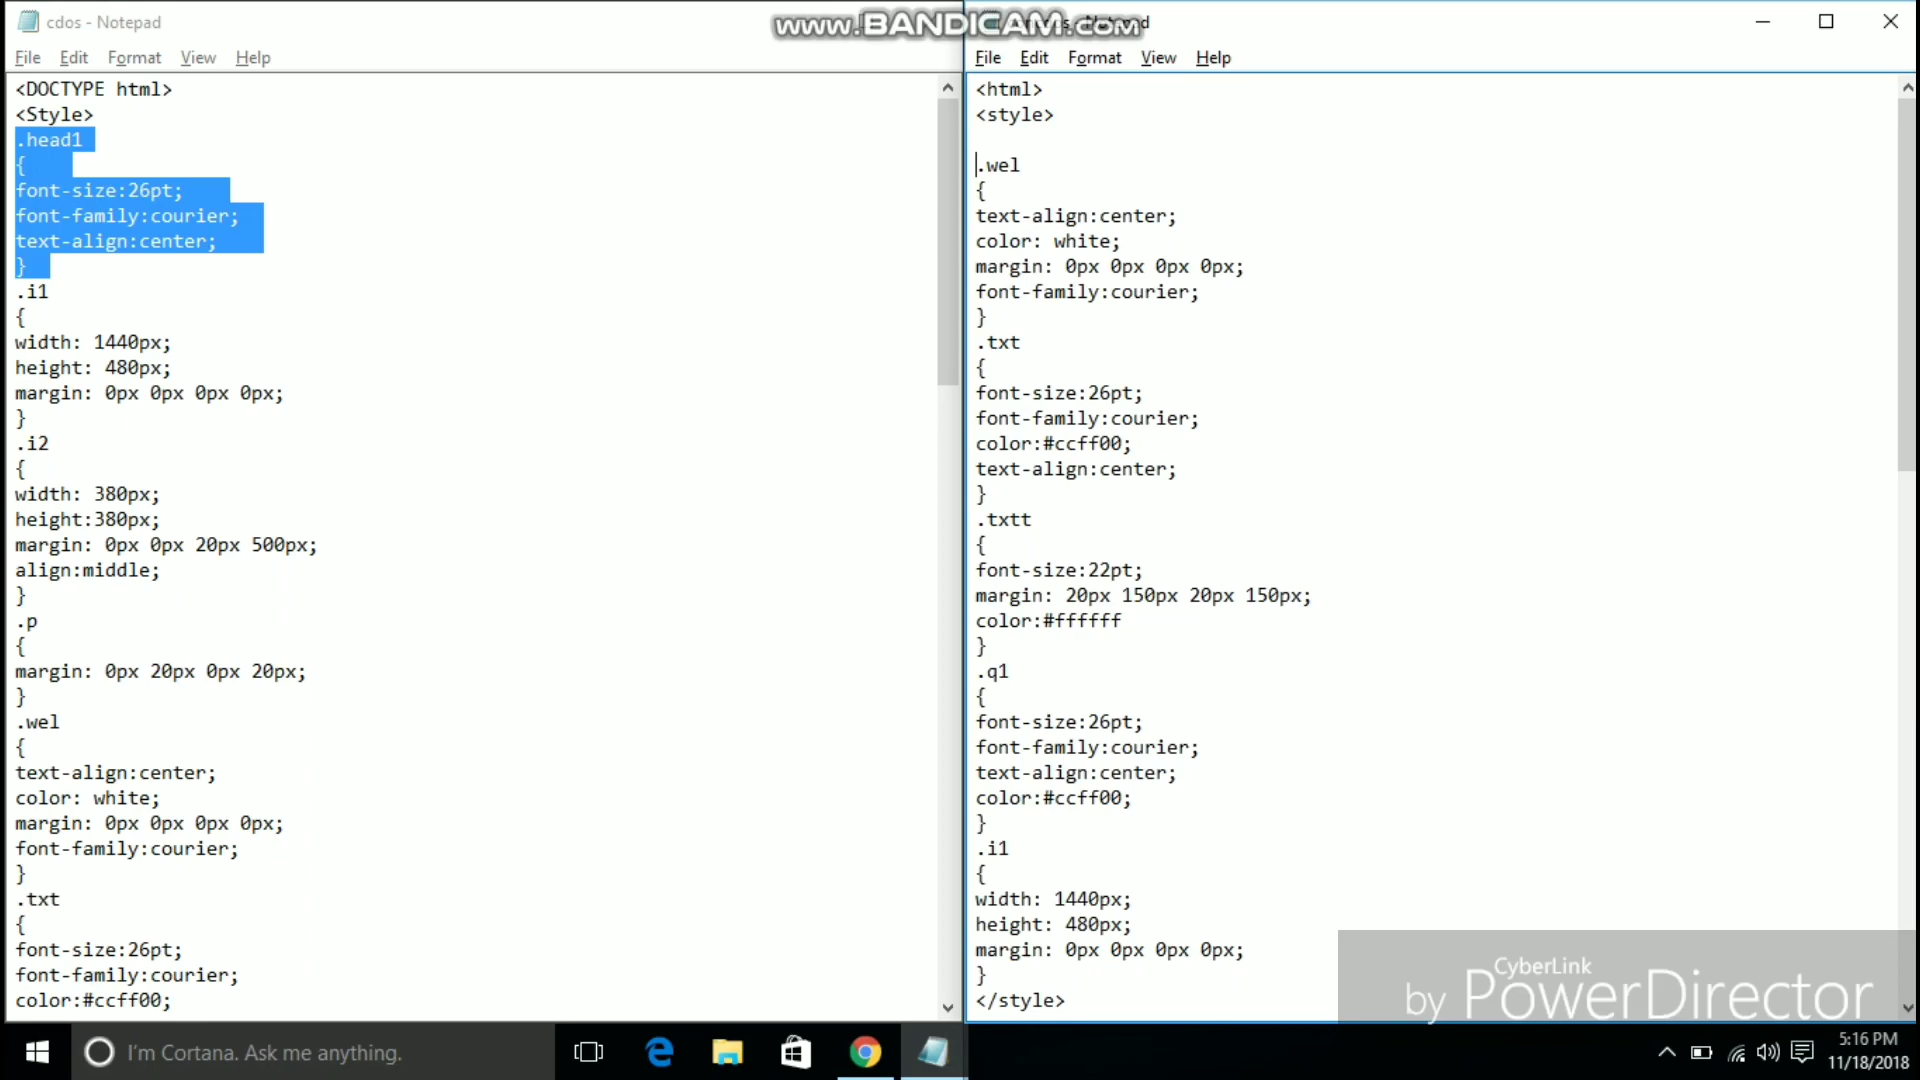 cdos - Notepad
www.BANDICAM.com
File Edit Format View Help
<DOCTYPE html>
<Style>
.head1
{
font-size:26pt;
font-family:courier;
text-align:center;
}
.i1
{
width: 1440px;
height: 480px;
margin: 0px 0px 0px 0px;
}
.i2
{
width: 380px;
height:380px;
margin: 0px 0px 20px 500px;
align:middle;
}
.p
{
margin: 0px 20px 0px 20px;
}
.wel
{
text-align:center;
color: white;
margin: 0px 0px 0px 0px;
font-family:courier;
}
.txt
{
font-size:26pt;
font-family:courier;
color:#ccff00;
File Edit Format View Help
<html>
<style>
.wel
{
text-align:center;
color: white;
margin: 0px 0px 0px 0px;
font-family:courier;
}
.txt
{
font-size:26pt;
font-family:courier;
color:#ccff00;
text-align:center;
}
.txtt
{
font-size:22pt;
margin: 20px 150px 20px 150px;
color:#ffffff
}
.q1
{
font-size:26pt;
font-family:courier;
text-align:center;
color:#ccff00;
}
.i1
{
width: 1440px;
height: 480px;
margin: 0px 0px 0px 0px;
}
</style>
CyberLink
by PowerDirector
I'm Cortana. Ask me anything.
5:16 PM
11/18/2018